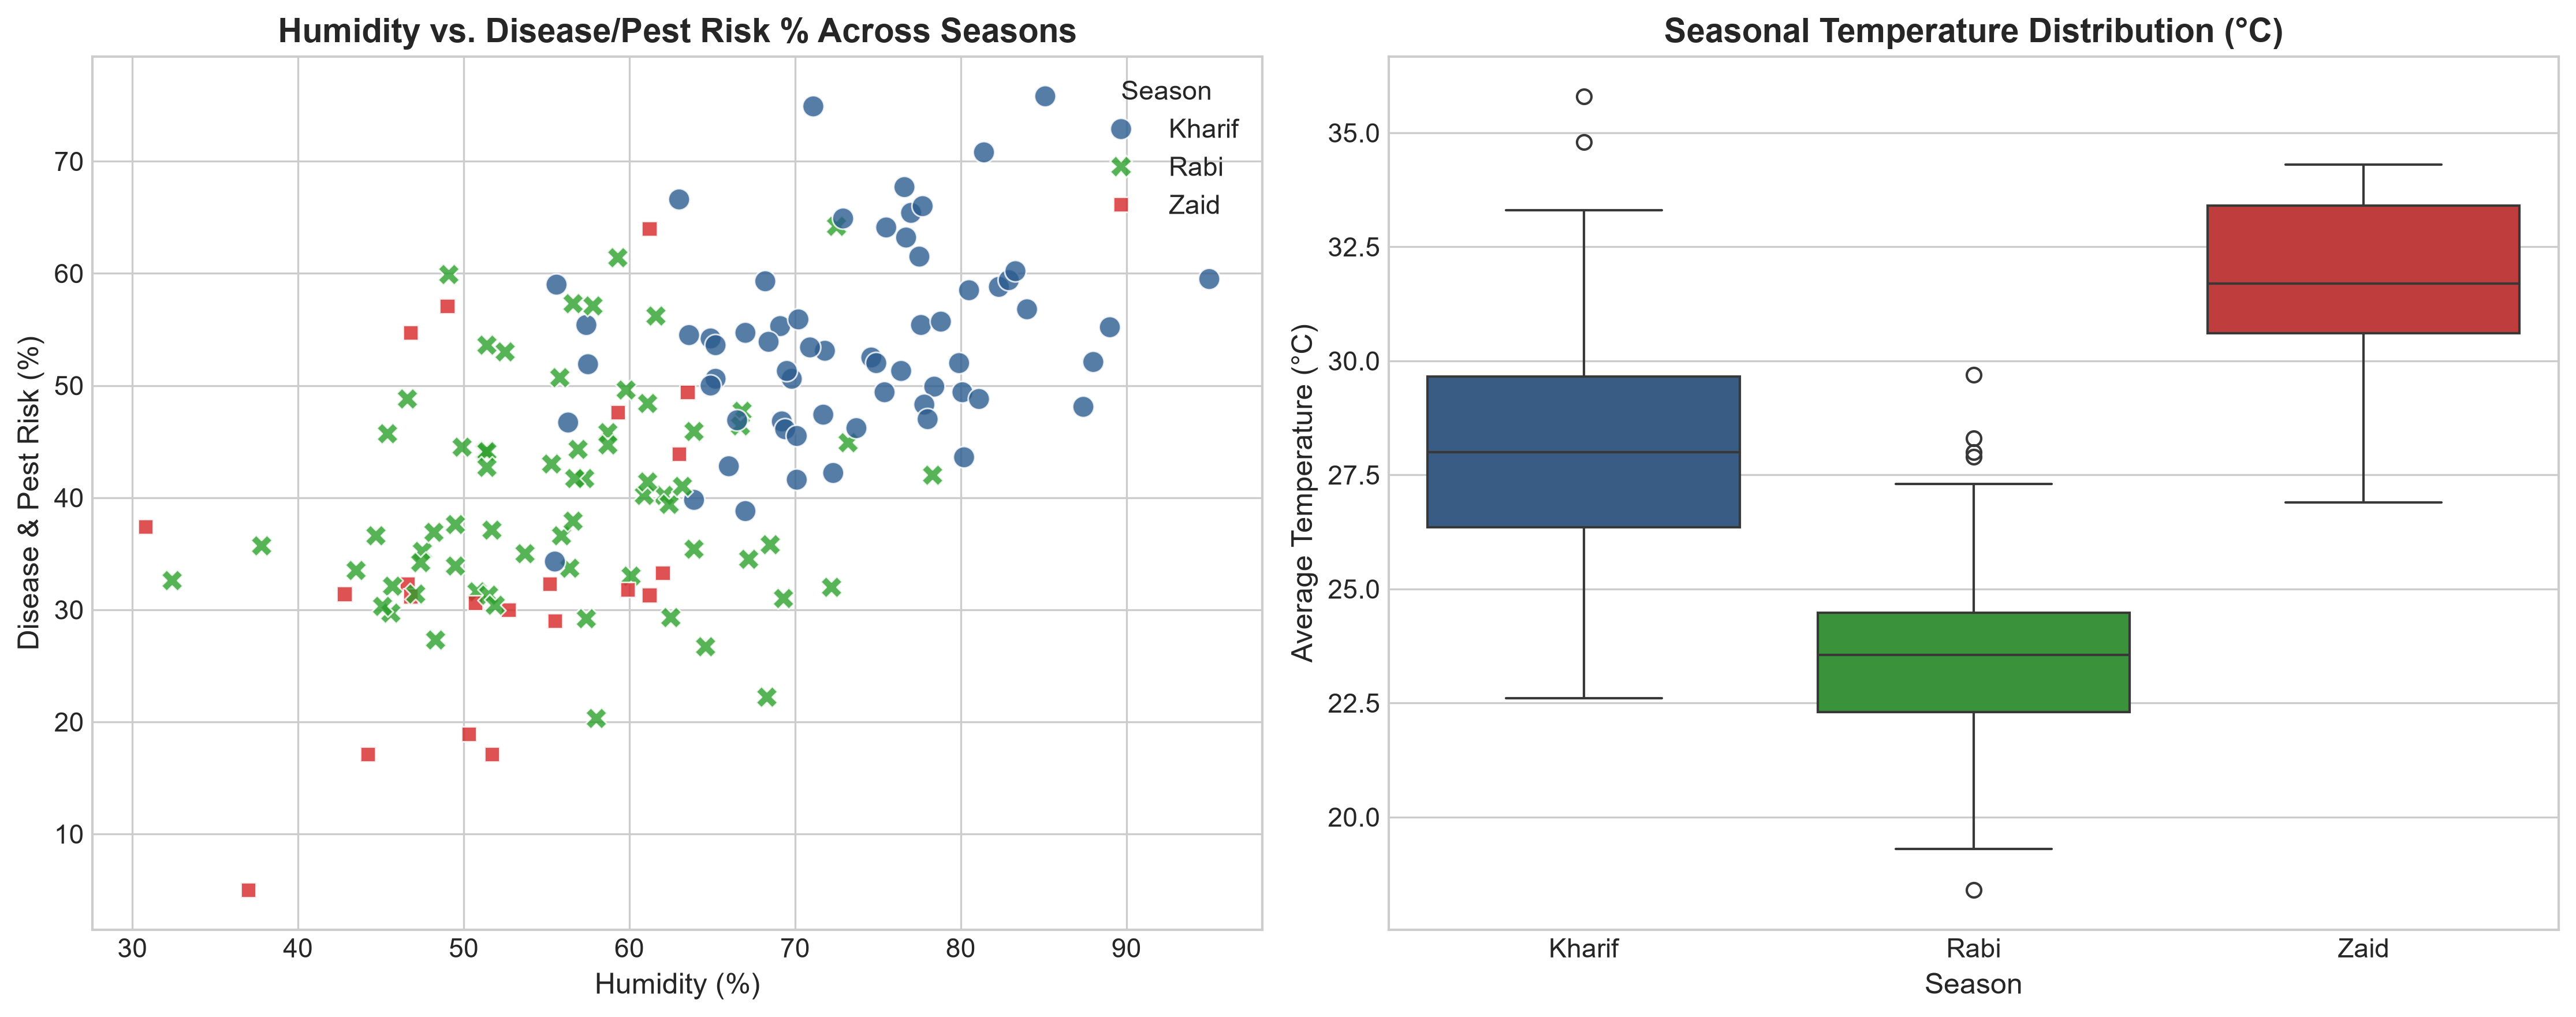 Humidity vs. Disease/Pest Risk % Across Seasons
Season
Kharif
Rabi
Zaid
Disease & Pest Risk (%)
70
60
50
40
30
20
10
30 40 50 60 70 80 90
Humidity (%)
Seasonal Temperature Distribution (°C)
Average Temperature (°C)
35.0
32.5
30.0
27.5
25.0
22.5
20.0
Kharif Rabi Zaid
Season